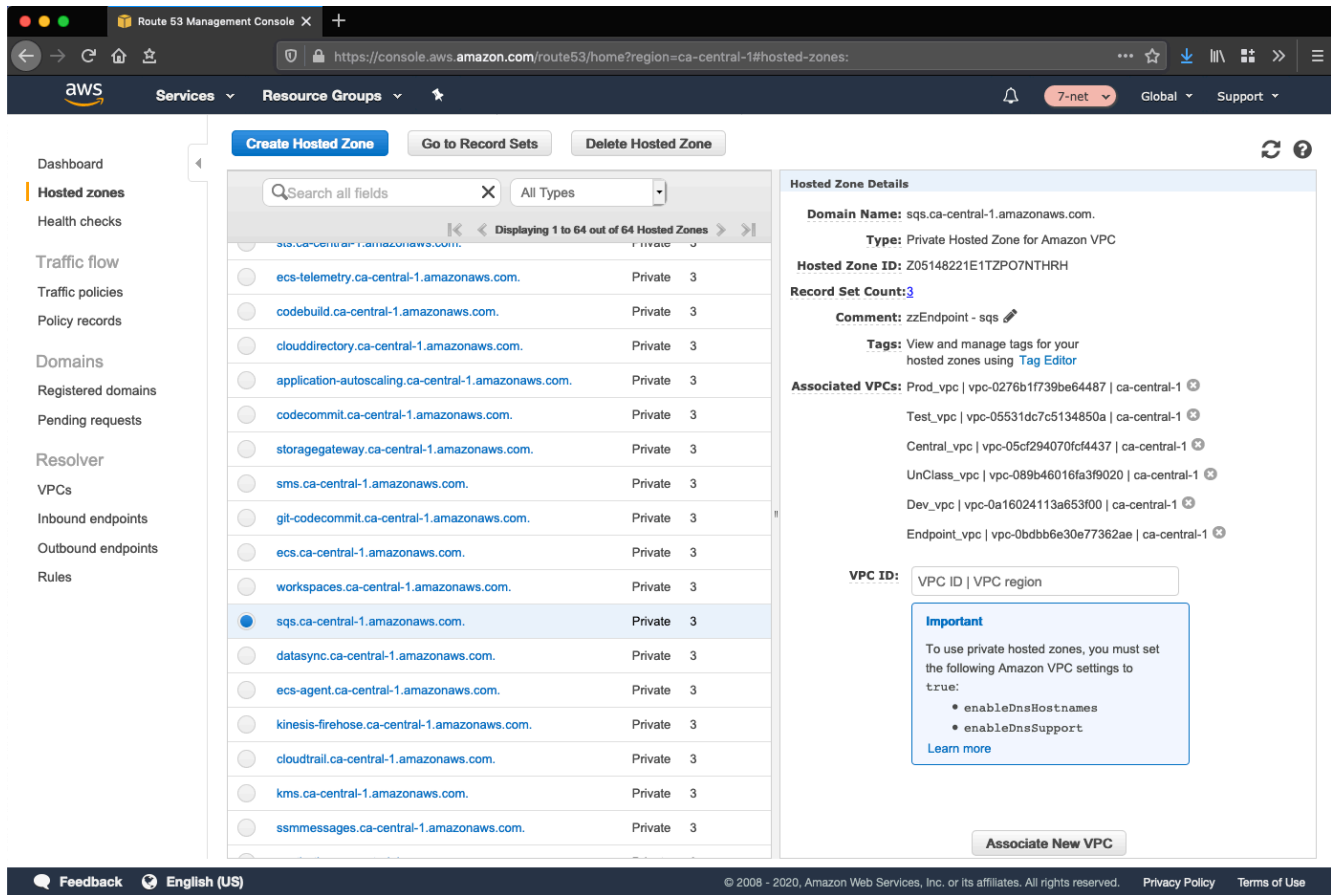 Route 53 Management Console
https://console.aws.amazon.com/route53/home?region=ca-central-1#hosted-zones:
aws
Services
Resource Groups
7-net
Global
Support
Dashboard
Hosted zones
Health checks
Traffic flow
Traffic policies
Policy records
Domains
Registered domains
Pending requests
Resolver
VPCs
Inbound endpoints
Outbound endpoints
Rules
Create Hosted Zone
Go to Record Sets
Delete Hosted Zone
Search all fields
All Types
Displaying 1 to 64 out of 64 Hosted Zones
sts.ca-central-1.amazonaws.com. Private 3
ecs-telemetry.ca-central-1.amazonaws.com. Private 3
codebuild.ca-central-1.amazonaws.com. Private 3
clouddirectory.ca-central-1.amazonaws.com. Private 3
application-autoscaling.ca-central-1.amazonaws.com. Private 3
codecommit.ca-central-1.amazonaws.com. Private 3
storagegateway.ca-central-1.amazonaws.com. Private 3
sms.ca-central-1.amazonaws.com. Private 3
git-codecommit.ca-central-1.amazonaws.com. Private 3
ecs.ca-central-1.amazonaws.com. Private 3
workspaces.ca-central-1.amazonaws.com. Private 3
sqs.ca-central-1.amazonaws.com. Private 3
datasync.ca-central-1.amazonaws.com. Private 3
ecs-agent.ca-central-1.amazonaws.com. Private 3
kinesis-firehose.ca-central-1.amazonaws.com. Private 3
cloudtrail.ca-central-1.amazonaws.com. Private 3
kms.ca-central-1.amazonaws.com. Private 3
ssmmessages.ca-central-1.amazonaws.com. Private 3
Hosted Zone Details
Domain Name: sqs.ca-central-1.amazonaws.com.
Type: Private Hosted Zone for Amazon VPC
Hosted Zone ID: Z05148221E1TZPO7NTHRH
Record Set Count: 3
Comment: zzEndpoint - sqs
Tags: View and manage tags for your
hosted zones using Tag Editor
Associated VPCs: Prod_vpc | vpc-0276b1f739be64487 | ca-central-1
Test_vpc | vpc-05531dc7c5134850a | ca-central-1
Central_vpc | vpc-05cf294070fcf4437 | ca-central-1
UnClass_vpc | vpc-089b46016fa3f9020 | ca-central-1
Dev_vpc | vpc-0a16024113a653f00 | ca-central-1
Endpoint_vpc | vpc-0bdbb6e30e77362ae | ca-central-1
VPC ID: VPC ID | VPC region
Important
To use private hosted zones, you must set
the following Amazon VPC settings to
true:
• enableDnsHostnames
• enableDnsSupport
Learn more
Associate New VPC
Feedback
English (US)
© 2008 - 2020, Amazon Web Services, Inc. or its affiliates. All rights reserved.
Privacy Policy
Terms of Use